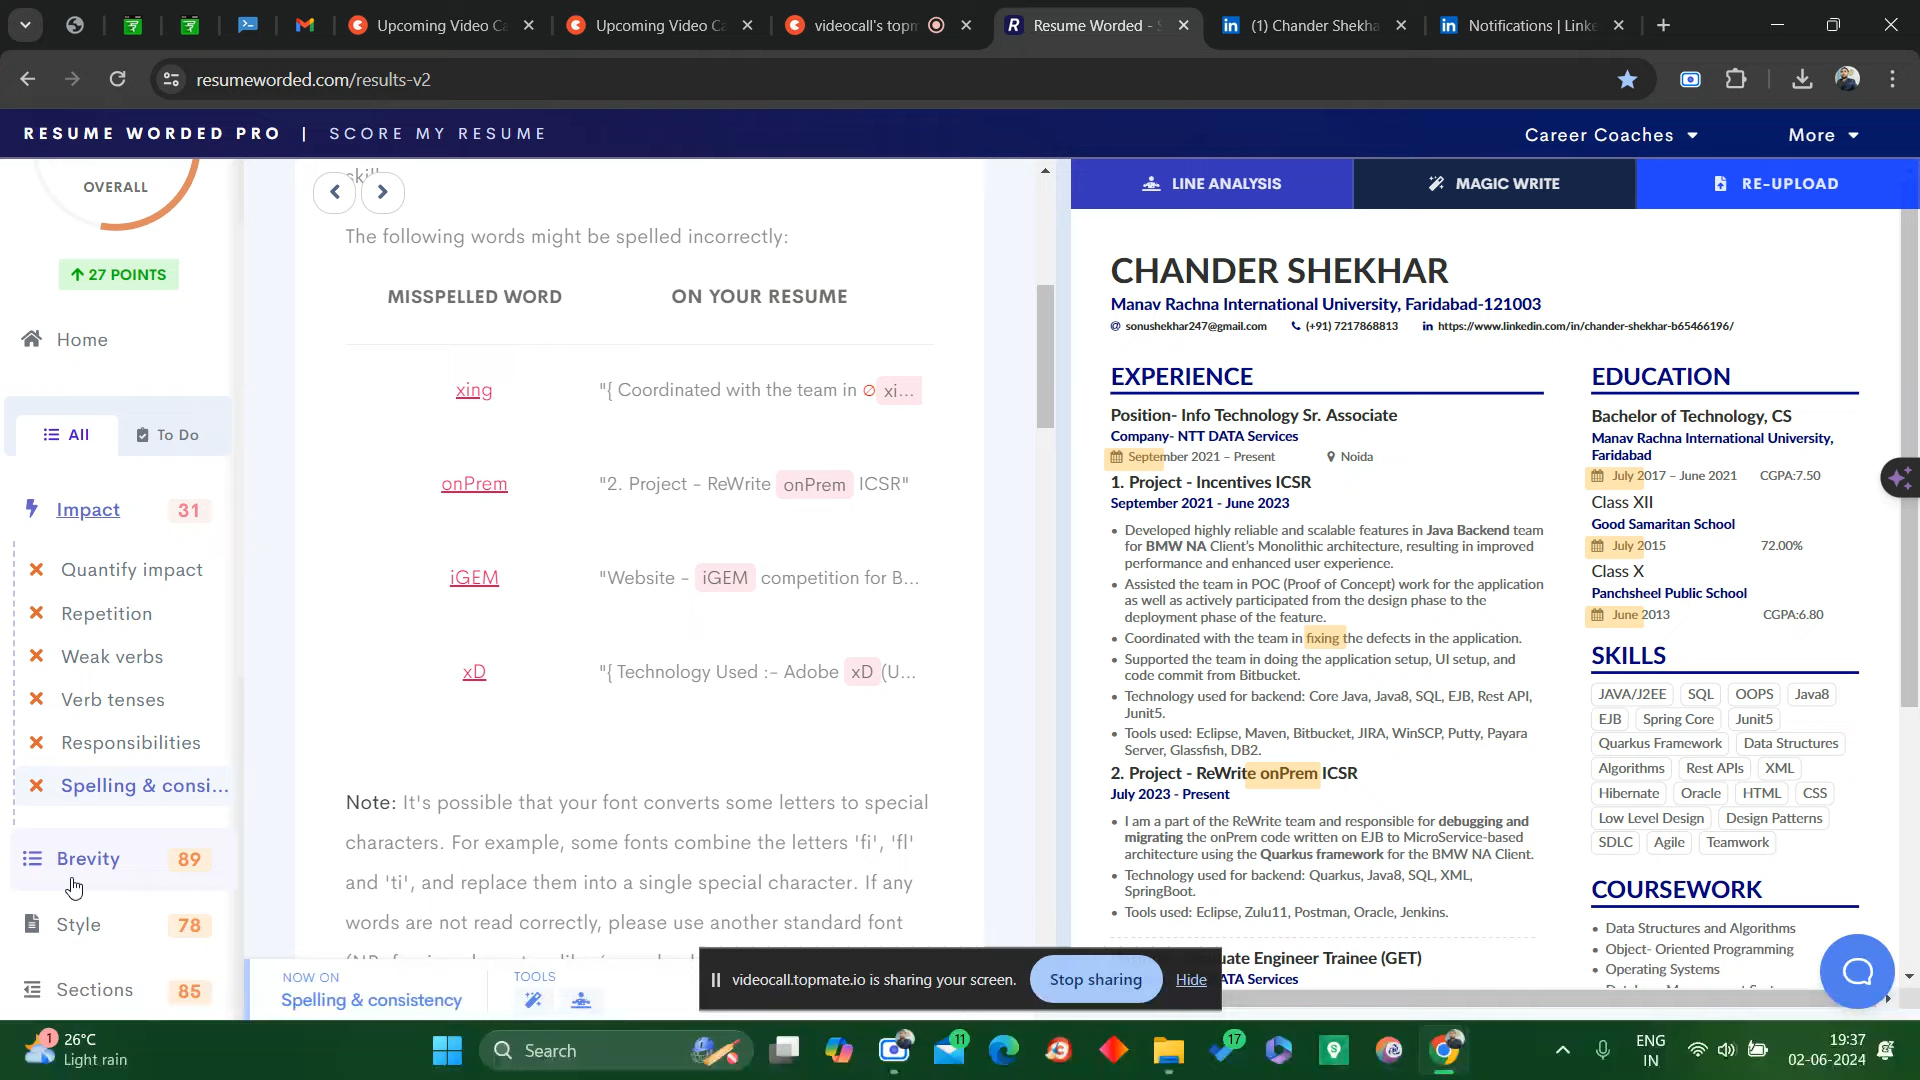 Upcoming Video Ca
Upcoming Video Ca
videocall's topm
Resume Worded - S
(1) Chander Shekha
Notifications | Linke
resumeworded.com/results-v2
RESUME WORDED PRO | SCORE MY RESUME
Career Coaches
More
OVERALL
27 POINTS
Home
All
To Do
Impact 31
Quantify impact
Repetition
Weak verbs
Verb tenses
Responsibilities
Spelling & consi...
Brevity 89
Style 78
Sections 85
skill
The following words might be spelled incorrectly:
MISSPELLED WORD ON YOUR RESUME
xing "{ Coordinated with the team in ∅ xi...
onPrem "2. Project - ReWrite onPrem ICSR"
iGEM "Website - iGEM competition for B...
xD "{ Technology Used :- Adobe xD (U...
Note: It's possible that your font converts some letters to special
characters. For example, some fonts combine the letters 'fi', 'fl'
and 'ti', and replace them into a single special character. If any
words are not read correctly, please use another standard font
NOW ON
Spelling & consistency
TOOLS
videocall.topmate.io is sharing your screen.
Stop sharing
Hide
LINE ANALYSIS
MAGIC WRITE
RE-UPLOAD
CHANDER SHEKHAR
Manav Rachna International University, Faridabad-121003
@ sonushekhar247@gmail.com (+91) 7217868813 in https://www.linkedin.com/in/chander-shekhar-b65466196/
EXPERIENCE
Position- Info Technology Sr. Associate
Company- NTT DATA Services
September 2021 – Present Noida
1. Project - Incentives ICSR
September 2021 - June 2023
• Developed highly reliable and scalable features in Java Backend team
for BMW NA Client's Monolithic architecture, resulting in improved
performance and enhanced user experience.
• Assisted the team in POC (Proof of Concept) work for the application
as well as actively participated from the design phase to the
deployment phase of the feature.
• Coordinated with the team in fixing the defects in the application.
• Supported the team in doing the application setup, UI setup, and
code commit from Bitbucket.
• Technology used for backend: Core Java, Java8, SQL, EJB, Rest API,
Junit5.
• Tools used: Eclipse, Maven, Bitbucket, JIRA, WinSCP, Putty, Payara
Server, Glassfish, DB2.
2. Project - ReWrite onPrem ICSR
July 2023 - Present
• I am a part of the ReWrite team and responsible for debugging and
migrating the onPrem code written on EJB to MicroService-based
architecture using the Quarkus framework for the BMW NA Client.
• Technology used for backend: Quarkus, Java8, SQL, XML,
SpringBoot.
• Tools used: Eclipse, Zulu11, Postman, Oracle, Jenkins.
uate Engineer Trainee (GET)
ATA Services
EDUCATION
Bachelor of Technology, CS
Manav Rachna International University,
Faridabad
July 2017 – June 2021 CGPA:7.50
Class XII
Good Samaritan School
July 2015 72.00%
Class X
Panchsheel Public School
June 2013 CGPA:6.80
SKILLS
JAVA/J2EE SQL OOPS Java8
EJB Spring Core Junit5
Quarkus Framework Data Structures
Algorithms Rest APIs XML
Hibernate Oracle HTML CSS
Low Level Design Design Patterns
SDLC Agile Teamwork
COURSEWORK
• Data Structures and Algorithms
• Object- Oriented Programming
• Operating Systems
1
26°C
Light rain
Search
11
17
ENG
IN
19:37
02-06-2024